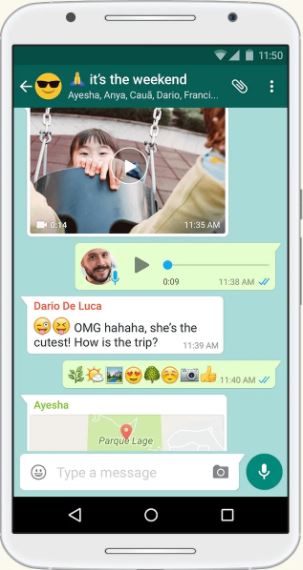 11:50
🙏 it's the weekend
Ayesha, Anya, Cauã, Dario, Franci...
0:14
11:35 AM
0:09
11:38 AM
Dario De Luca
😜😝 OMG hahaha, she's the
cutest! How is the trip?
11:39 AM
🌿🌤🏞😍🌳☺️📷👍 11:40 AM
Ayesha
Parque Lage
Type a message